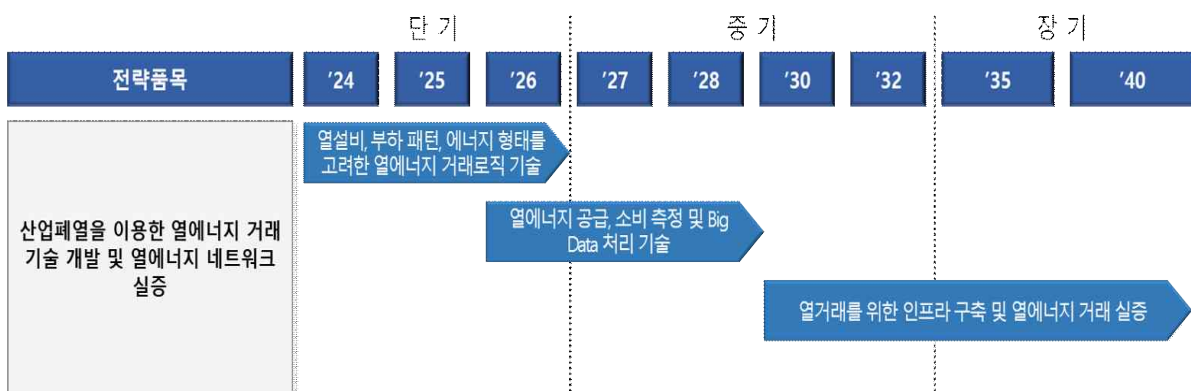 단 기
중 기
장 기
전략품목
'24
'25
'26
'27
'28
'30
'32
'35
'40
열설비, 부하 패턴, 에너지 형태를
고려한 열에너지 거래로직 기술
열에너지 공급, 소비 측정 및 Big
Data 처리 기술
산업폐열을 이용한 열에너지 거래
기술 개발 및 열에너지 네트워크
실증
열거래를 위한 인프라 구축 및 열에너지 거래 실증